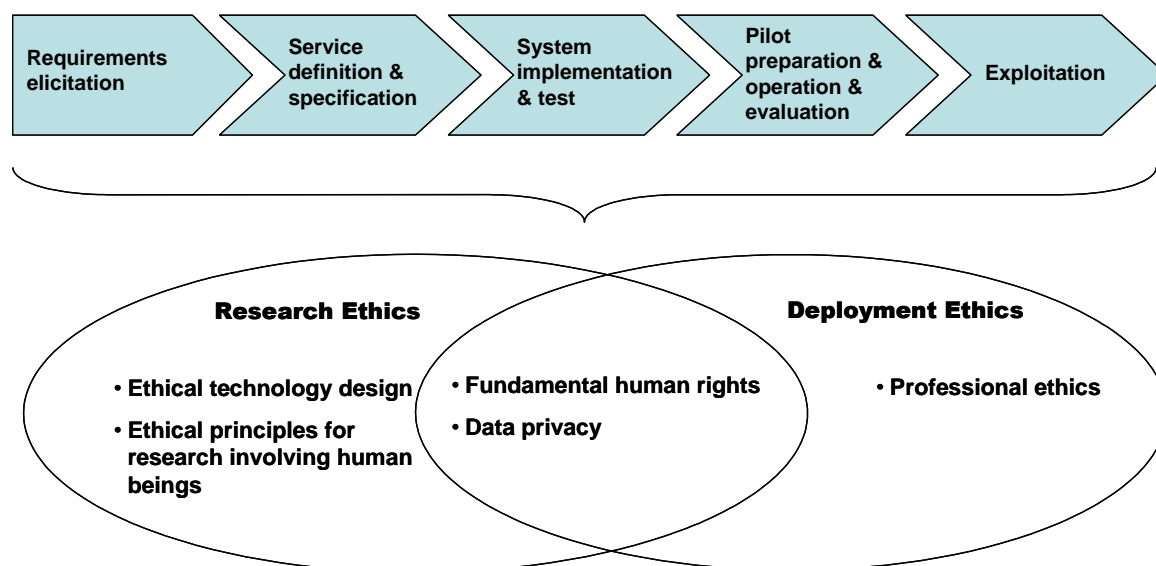 Requirements
elicitation
Service
definition &
specification
System
implementation
& test
Pilot
preparation &
operation &
evaluation
Exploitation
Research Ethics
• Ethical technology design
• Ethical principles for
research involving human
beings
• Fundamental human rights
• Data privacy
Deployment Ethics
• Professional ethics